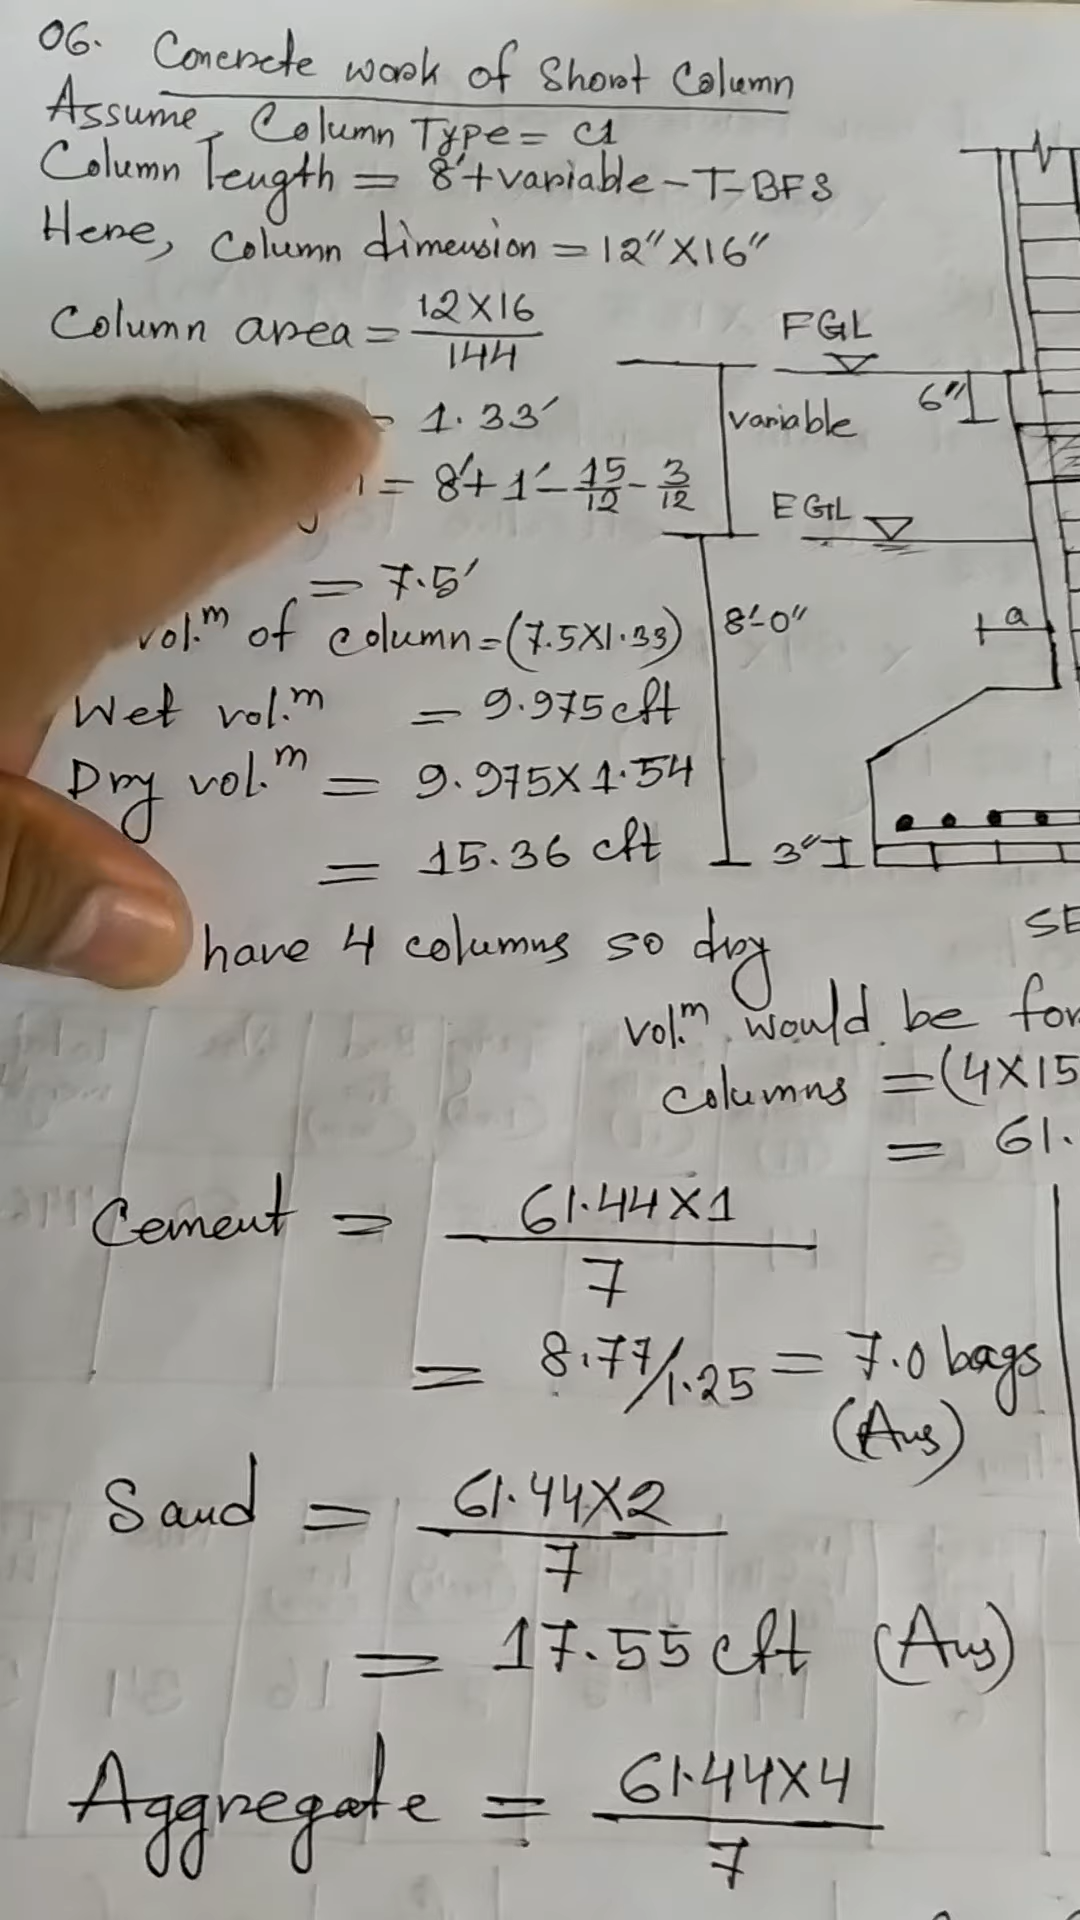 06. Concrete work of Short Column
Assume, Column Type = C1
Column length = 8'+variable-T-BFS
Here, Column dimension = 12"X16"
Column area = 12X16
144
= 1.33'
= 8'+1'-15/12-3/12
= 7.5'
vol.m of column=(7.5X1.33)
Wet vol.m = 9.975 cft
Dry vol.m = 9.975X1.54
= 15.36 cft
have 4 columns so dry
vol.m would be for
columns = (4X15
= 61.
Cement = 61.44X1
7
= 8.77/1.25 = 7.0 bags
(Ans)
Sand = 61.44X2
7
= 17.55 cft (Ans)
Aggregate = 61.44X4
7
FGL
variable
6"
EGL
8'-0"
a
3"
SE